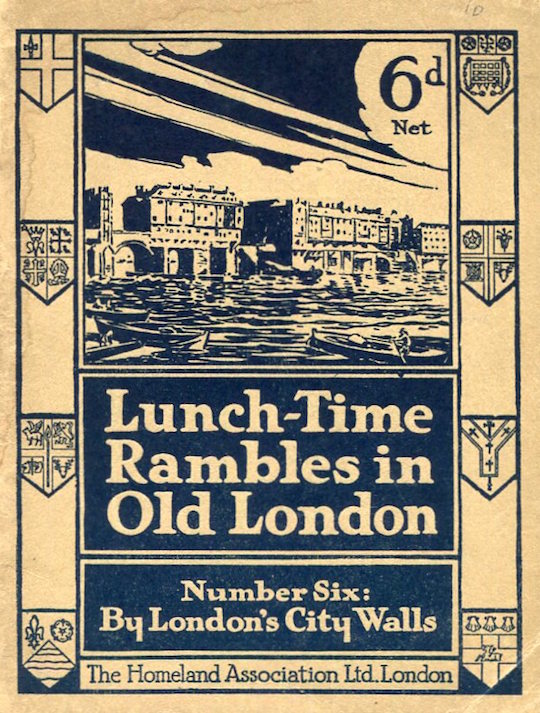 10
6d
Net
Lunch-Time
Rambles in
Old London
Number Six:
By London's City Walls
The Homeland Association Ltd. London